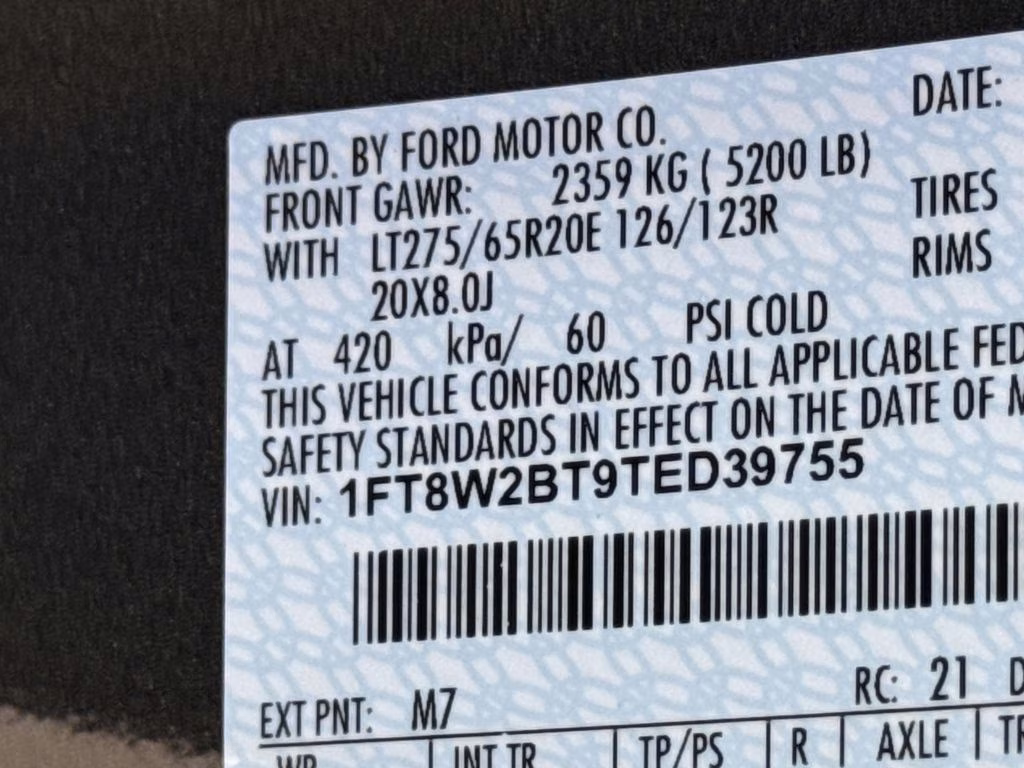 DATE:
MFD. BY FORD MOTOR CO.
FRONT GAWR: 2359 KG ( 5200 LB)
WITH LT275/65R20E 126/123R TIRES
20X8.0J RIMS
AT 420 kPa/ 60 PSI COLD
THIS VEHICLE CONFORMS TO ALL APPLICABLE FED
SAFETY STANDARDS IN EFFECT ON THE DATE OF M
VIN: 1FT8W2BT9TED39755
EXT PNT: M7 RC: 21 D
WB INT TR TP/PS R AXLE TR